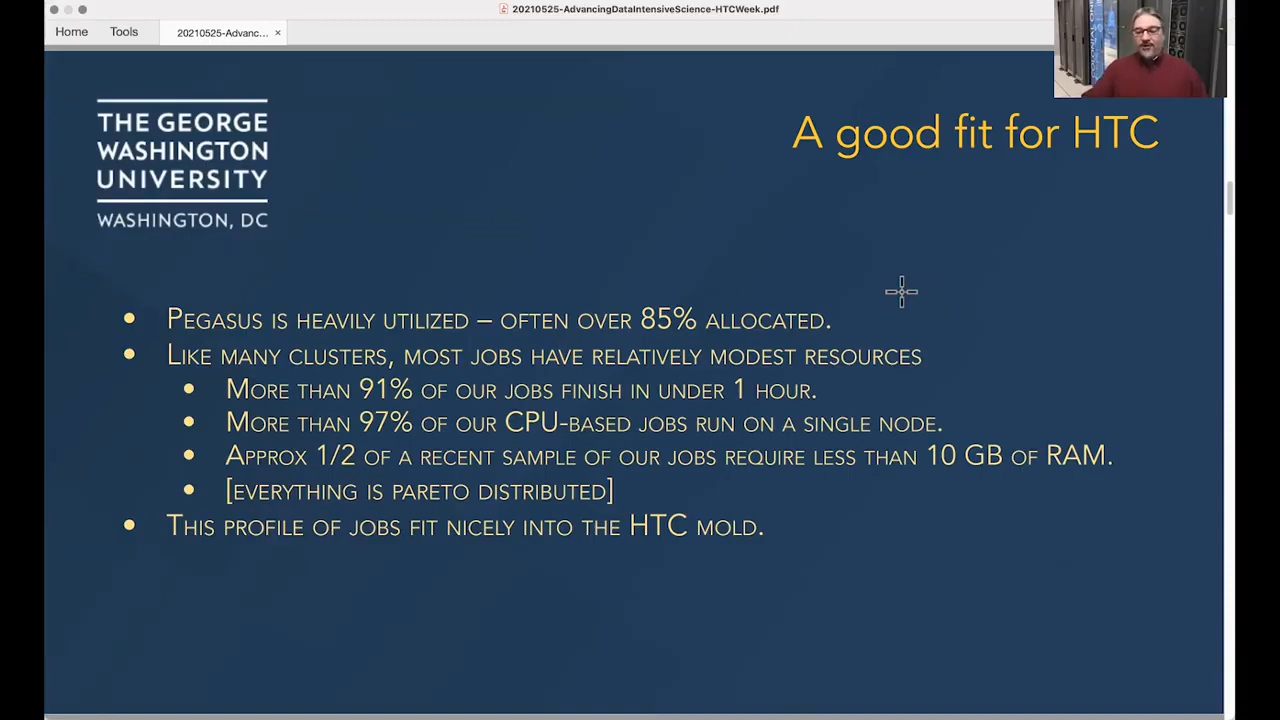 20210525-AdvancingDataIntensiveScience-HTCWeek.pdf
Home Tools 20210525-Advanc... ×
THE GEORGE
WASHINGTON
UNIVERSITY
WASHINGTON, DC
A good fit for HTC
• Pegasus is heavily utilized – often over 85% allocated.
• Like many clusters, most jobs have relatively modest resources
• More than 91% of our jobs finish in under 1 hour.
• More than 97% of our CPU-based jobs run on a single node.
• Approx 1/2 of a recent sample of our jobs require less than 10 GB of RAM.
• [everything is pareto distributed]
• This profile of jobs fit nicely into the HTC mold.